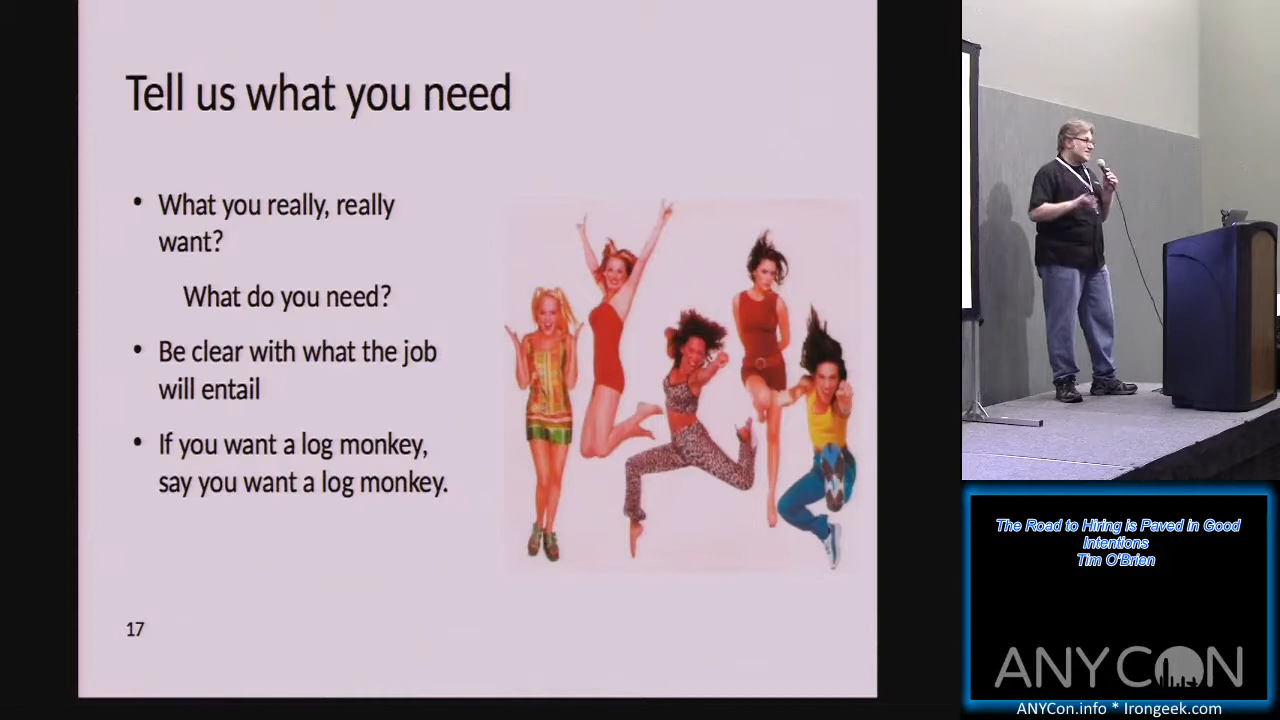 Tell us what you need
• What you really, really
want?
What do you need?
• Be clear with what the job
will entail
• If you want a log monkey,
say you want a log monkey.
17
The Road to Hiring is Paved in Good
Intentions
Tim O'Brien
ANYCON
ANYCon.info * Irongeek.com